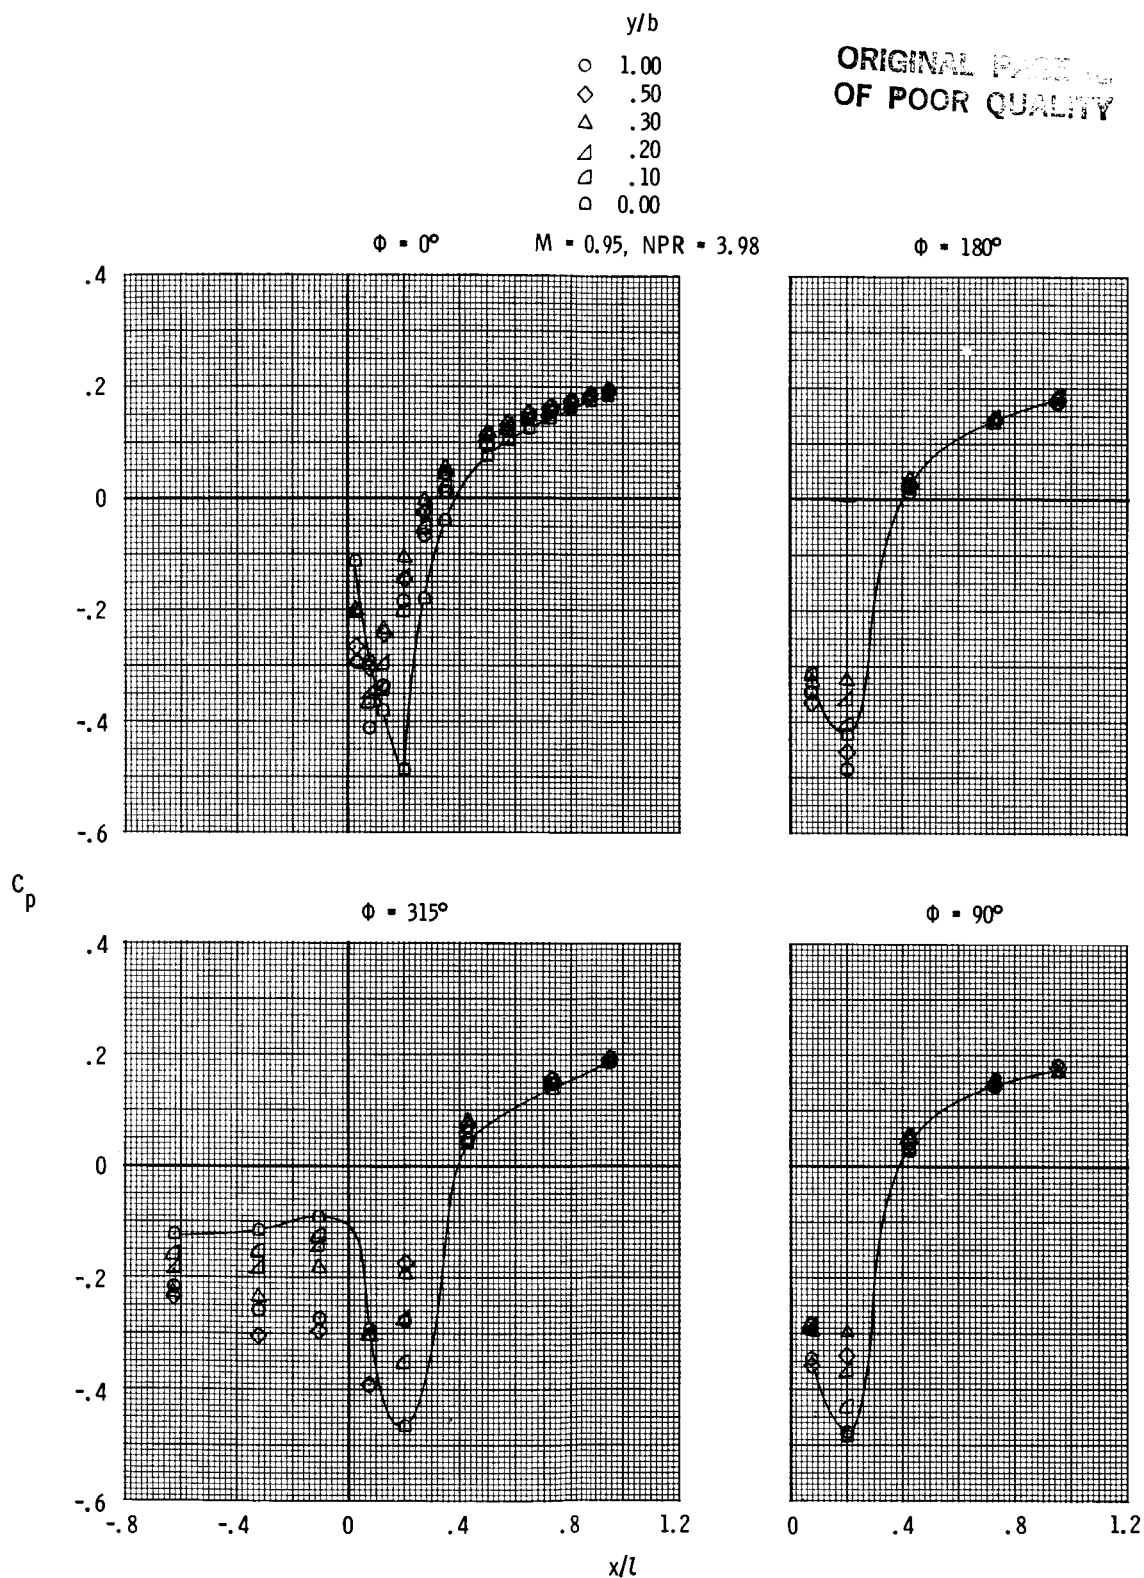 y/b
1.00
.50
.30
.20
.10
0.00
ORIGINAL
OF POOR QUALITY
Φ = 0°
M = 0.95, NPR = 3.98
Φ = 180°
.4
.2
0
-.2
-.4
-.6
Cp
Φ = 315°
Φ = 90°
.4
.2
0
-.2
-.4
-.6
-.8 -.4 0 .4 .8 1.2
0 .4 .8 1.2
x/l